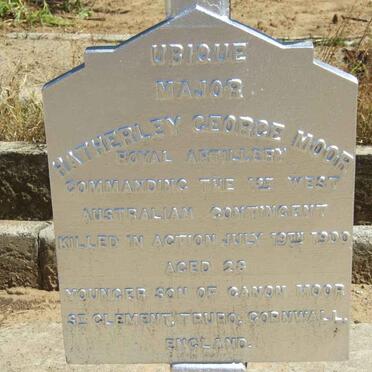 UBIQUE
MAJOR
HATHERLEY GEORGE MOOR
ROYAL ARTILLERY
COMMANDING THE 1ST WEST
AUSTRALIAN CONTINGENT
KILLED IN ACTION JULY 19TH 1900
AGED 29
YOUNGER SON OF CANON MOOR
ST CLEMENT, TRURO, CORNWALL.
ENGLAND.